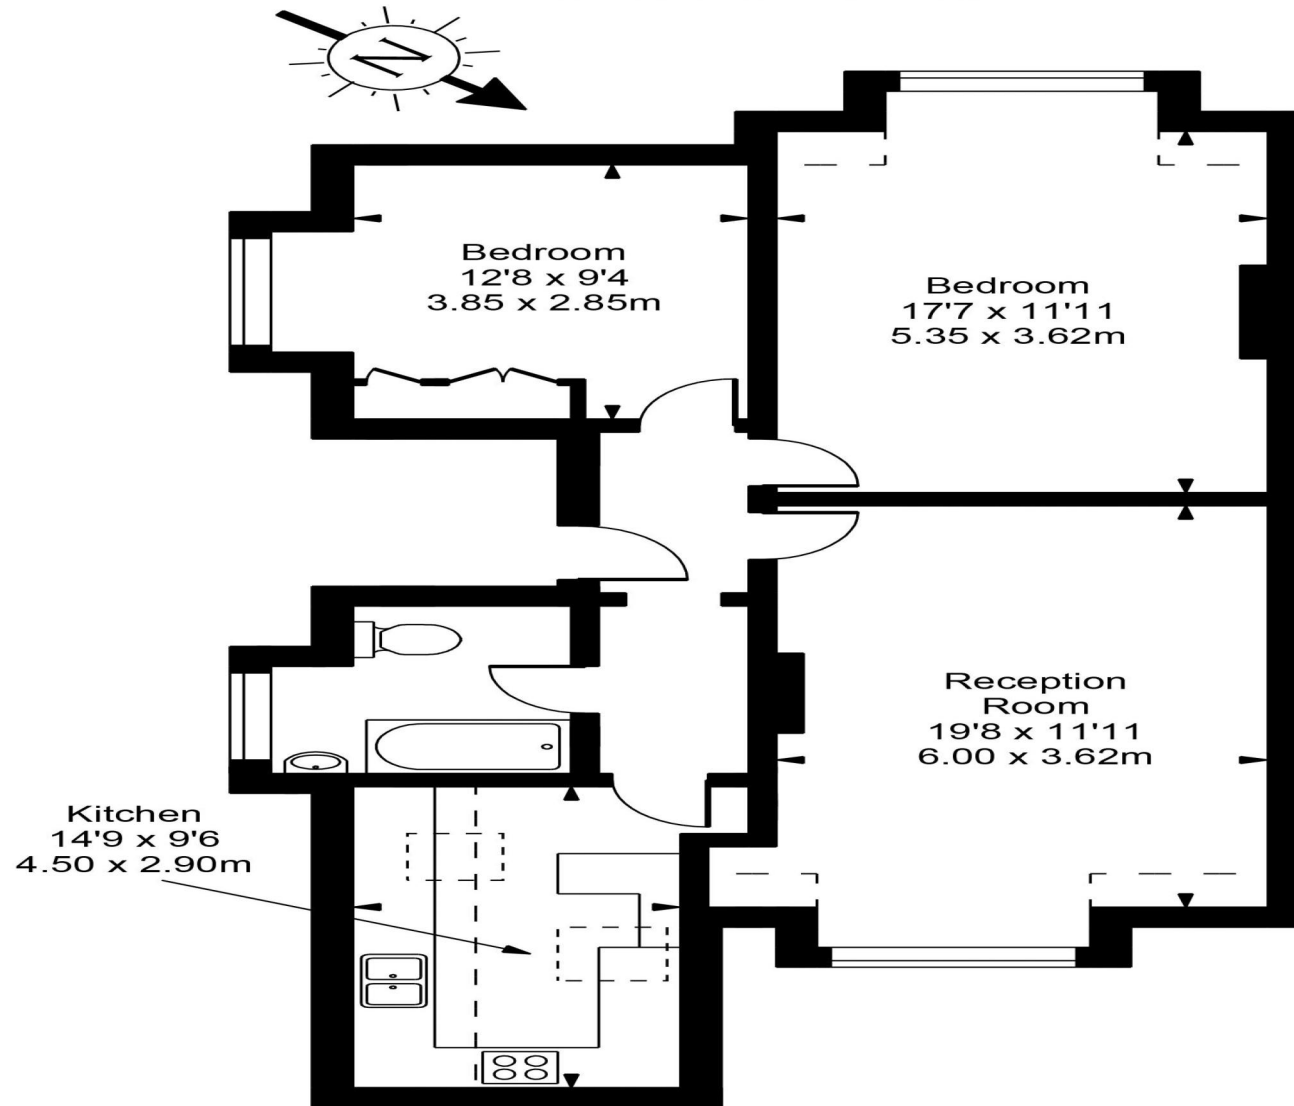 N
Bedroom
12'8 x 9'4
3.85 x 2.85m
Bedroom
17'7 x 11'11
5.35 x 3.62m
Reception
Room
19'8 x 11'11
6.00 x 3.62m
Kitchen
14'9 x 9'6
4.50 x 2.90m